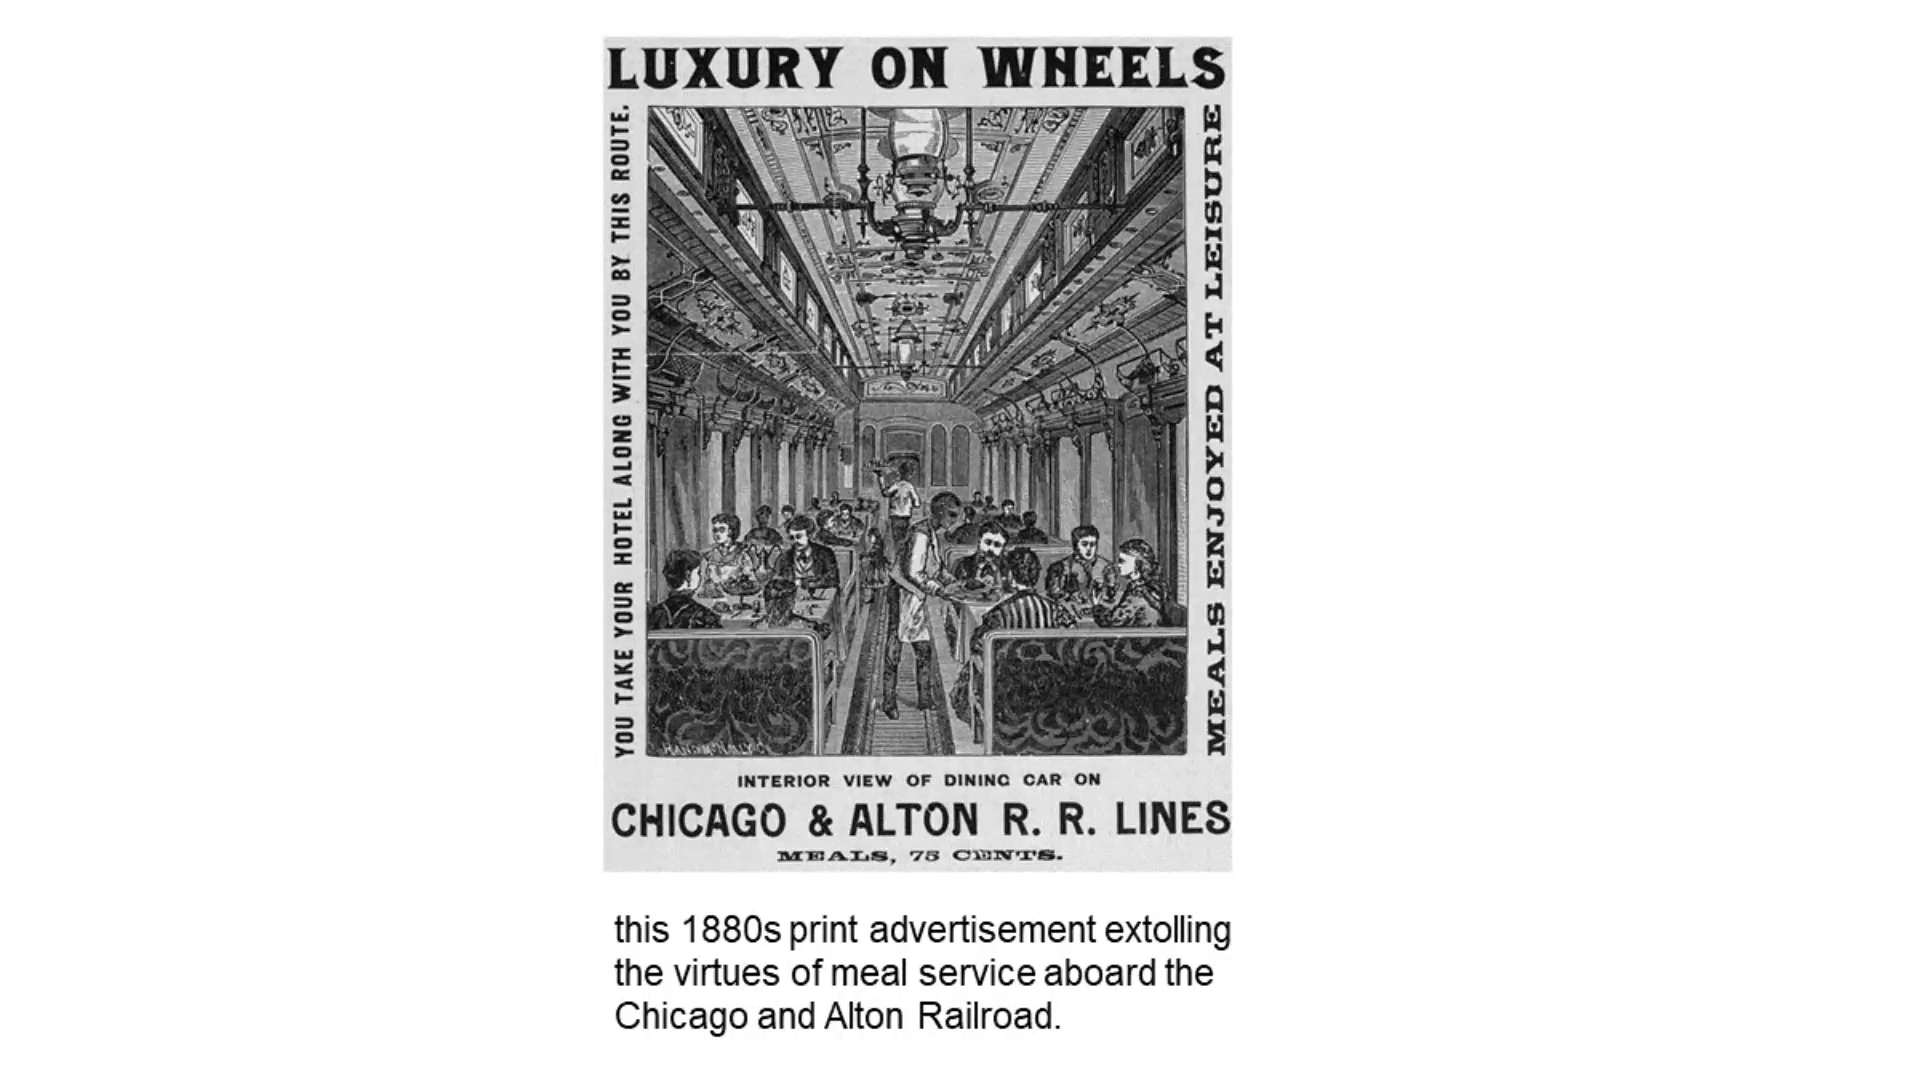 LUXURY ON WHEELS
YOU TAKE YOUR HOTEL ALONG WITH YOU BY THIS ROUTE.
MEALS ENJOYED AT LEISURE
INTERIOR VIEW OF DINING CAR ON
CHICAGO & ALTON R. R. LINES
MEALS, 75 CENTS.
this 1880s print advertisement extolling
the virtues of meal service aboard the
Chicago and Alton Railroad.